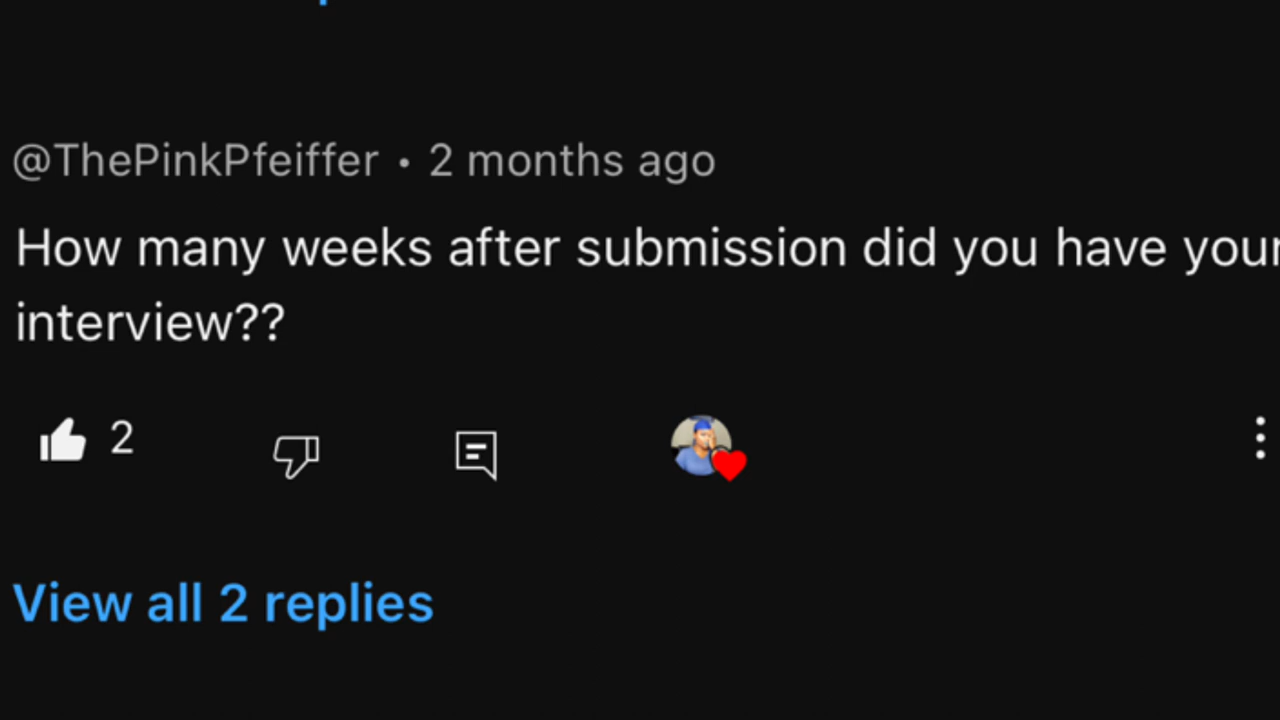 @ThePinkPfeiffer • 2 months ago
How many weeks after submission did you have your
interview??
2
View all 2 replies